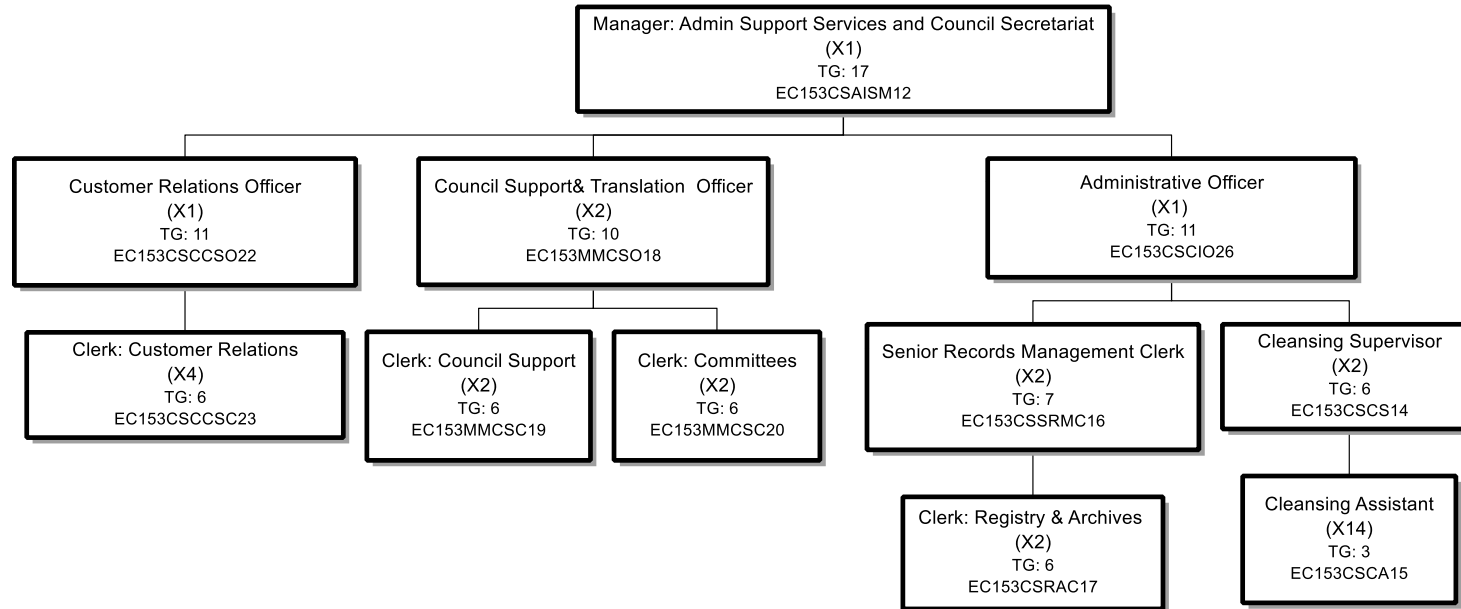 Manager: Admin Support Services and Council Secretariat
(X1)
TG: 17
EC153CSAISM12
Customer Relations Officer
(X1)
TG: 11
EC153CSCCSO22
Council Support& Translation  Officer
(X2)
TG: 10
EC153MMCSO18
Administrative Officer
(X1)
TG: 11
EC153CSCIO26
Clerk: Customer Relations
(X4)
TG: 6
EC153CSCCSC23
Clerk: Council Support
(X2)
TG: 6
EC153MMCSC19
Clerk: Committees
(X2)
TG: 6
EC153MMCSC20
Senior Records Management Clerk
(X2)
TG: 7
EC153CSSRMC16
Cleansing Supervisor
(X2)
TG: 6
EC153CSCS14
Clerk: Registry & Archives
(X2)
TG: 6
EC153CSRAC17
Cleansing Assistant
(X14)
TG: 3
EC153CSCA15